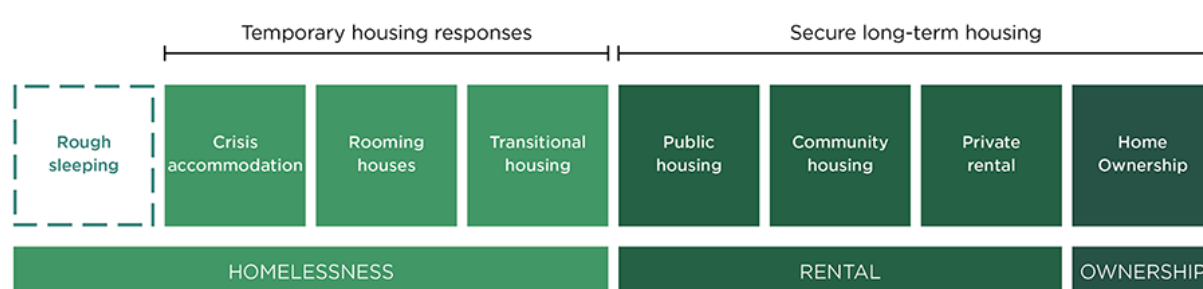 Temporary housing responses
Secure long-term housing
Rough
sleeping
Crisis
accommodation
Rooming
houses
Transitional
housing
Public
housing
Community
housing
Private
rental
Home
Ownership
HOMELESSNESS
RENTAL
OWNERSHIP